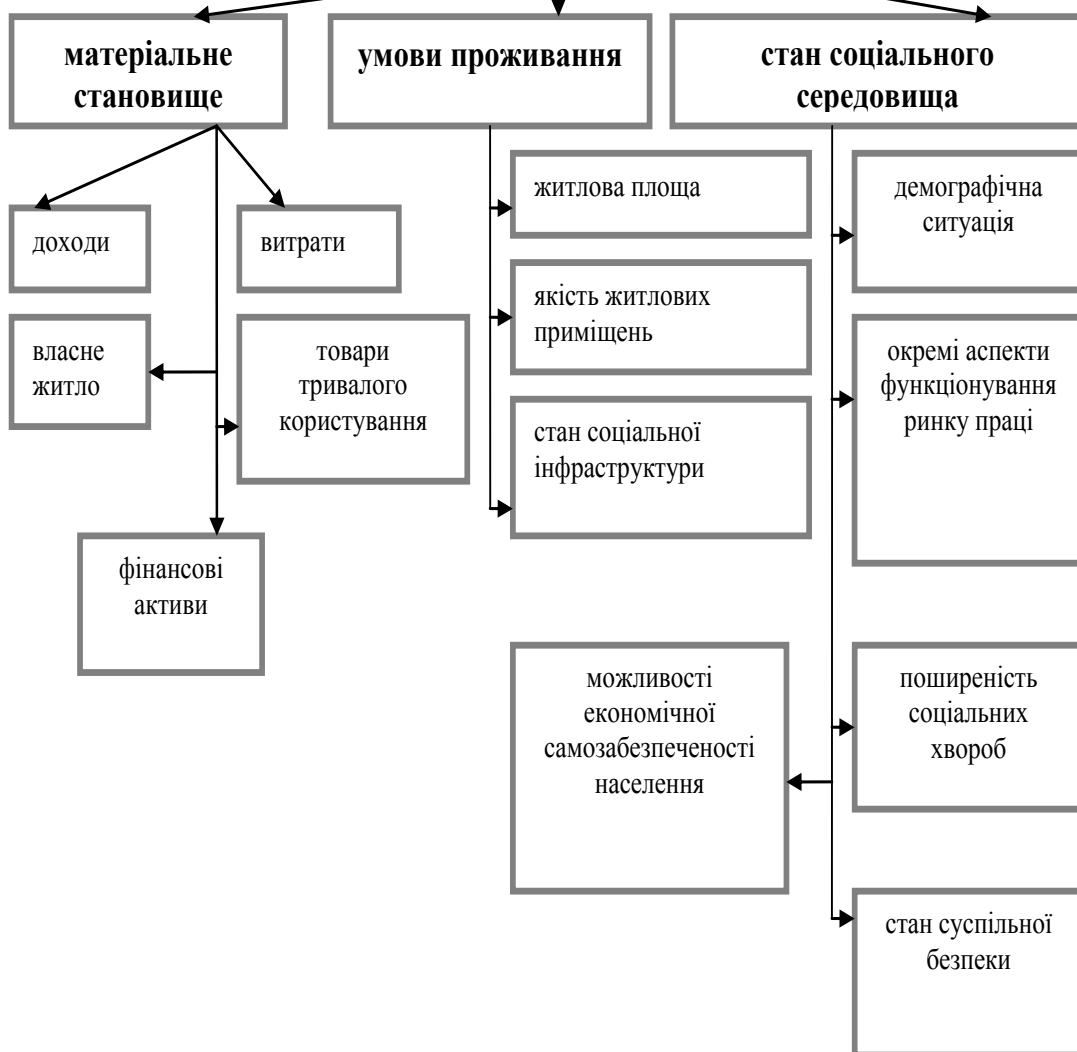 матеріальне
становище
умови проживання
стан соціального
середовища
доходи
витрати
власне
житло
товари
тривалого
користування
фінансові
активи
житлова площа
якість житлових
приміщень
стан соціальної
інфраструктури
можливості
економічної
самозабезпеченості
населення
демографічна
ситуація
окремі аспекти
функціонування
ринку праці
поширеність
соціальних
хвороб
стан суспільної
безпеки